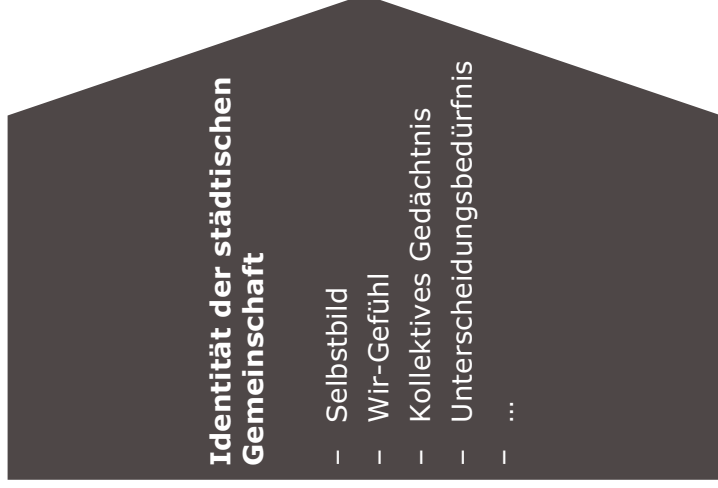 Identität der städtischen
Gemeinschaft
– Selbstbild
– Wir-Gefühl
– Kollektives Gedächtnis
– Unterscheidungsbedürfnis
– ...